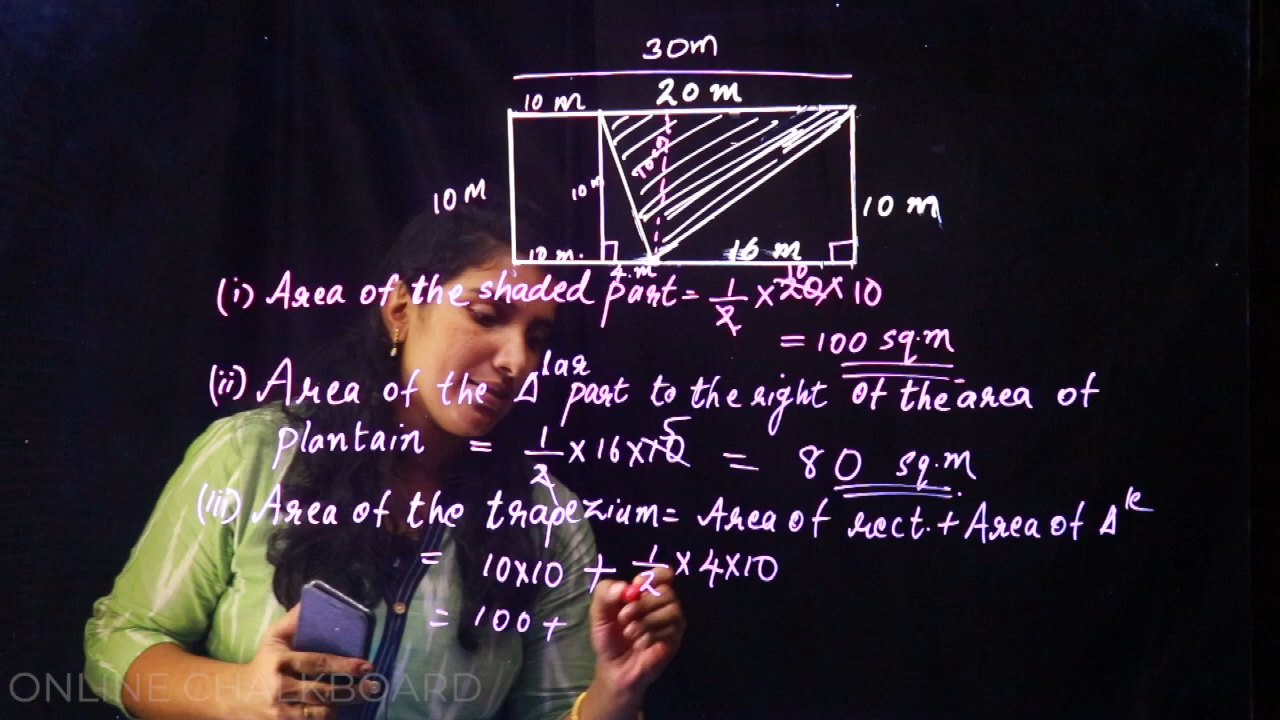 30m
10 m 20 m
10 M 10 m 10 m
10 m. 4 m 16 m
(i) Area of the shaded part = 1/2 x 20 x 10
10
= 100 sq.m
(ii) Area of the Δlar part to the right of the area of
plantain = 1/2 x 16 x 10 5 = 80 sq.m
(iii) Area of the trapezium = Area of rect. + Area of Δle
= 10x10 + 1/2 x 4x10
= 100 +
ONLINE CHALKBOARD